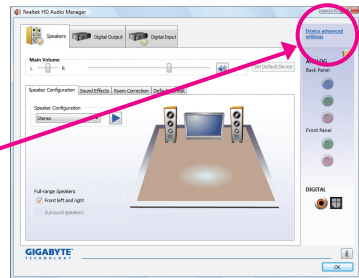 Realtek HD Audio Manager
Speakers
Digital Output
Digital Input
Device advanced
settings
Main Volume
L
R
Set Default Device
ANALOG
Back Panel
Speaker Configuration
Sound Effects
Room Correction
Default
Speaker Configuration
Stereo
Front Panel
Full-range Speakers
Front left and right
Surround speakers
DIGITAL
GIGABYTE
TECHNOLOGY
i
OK